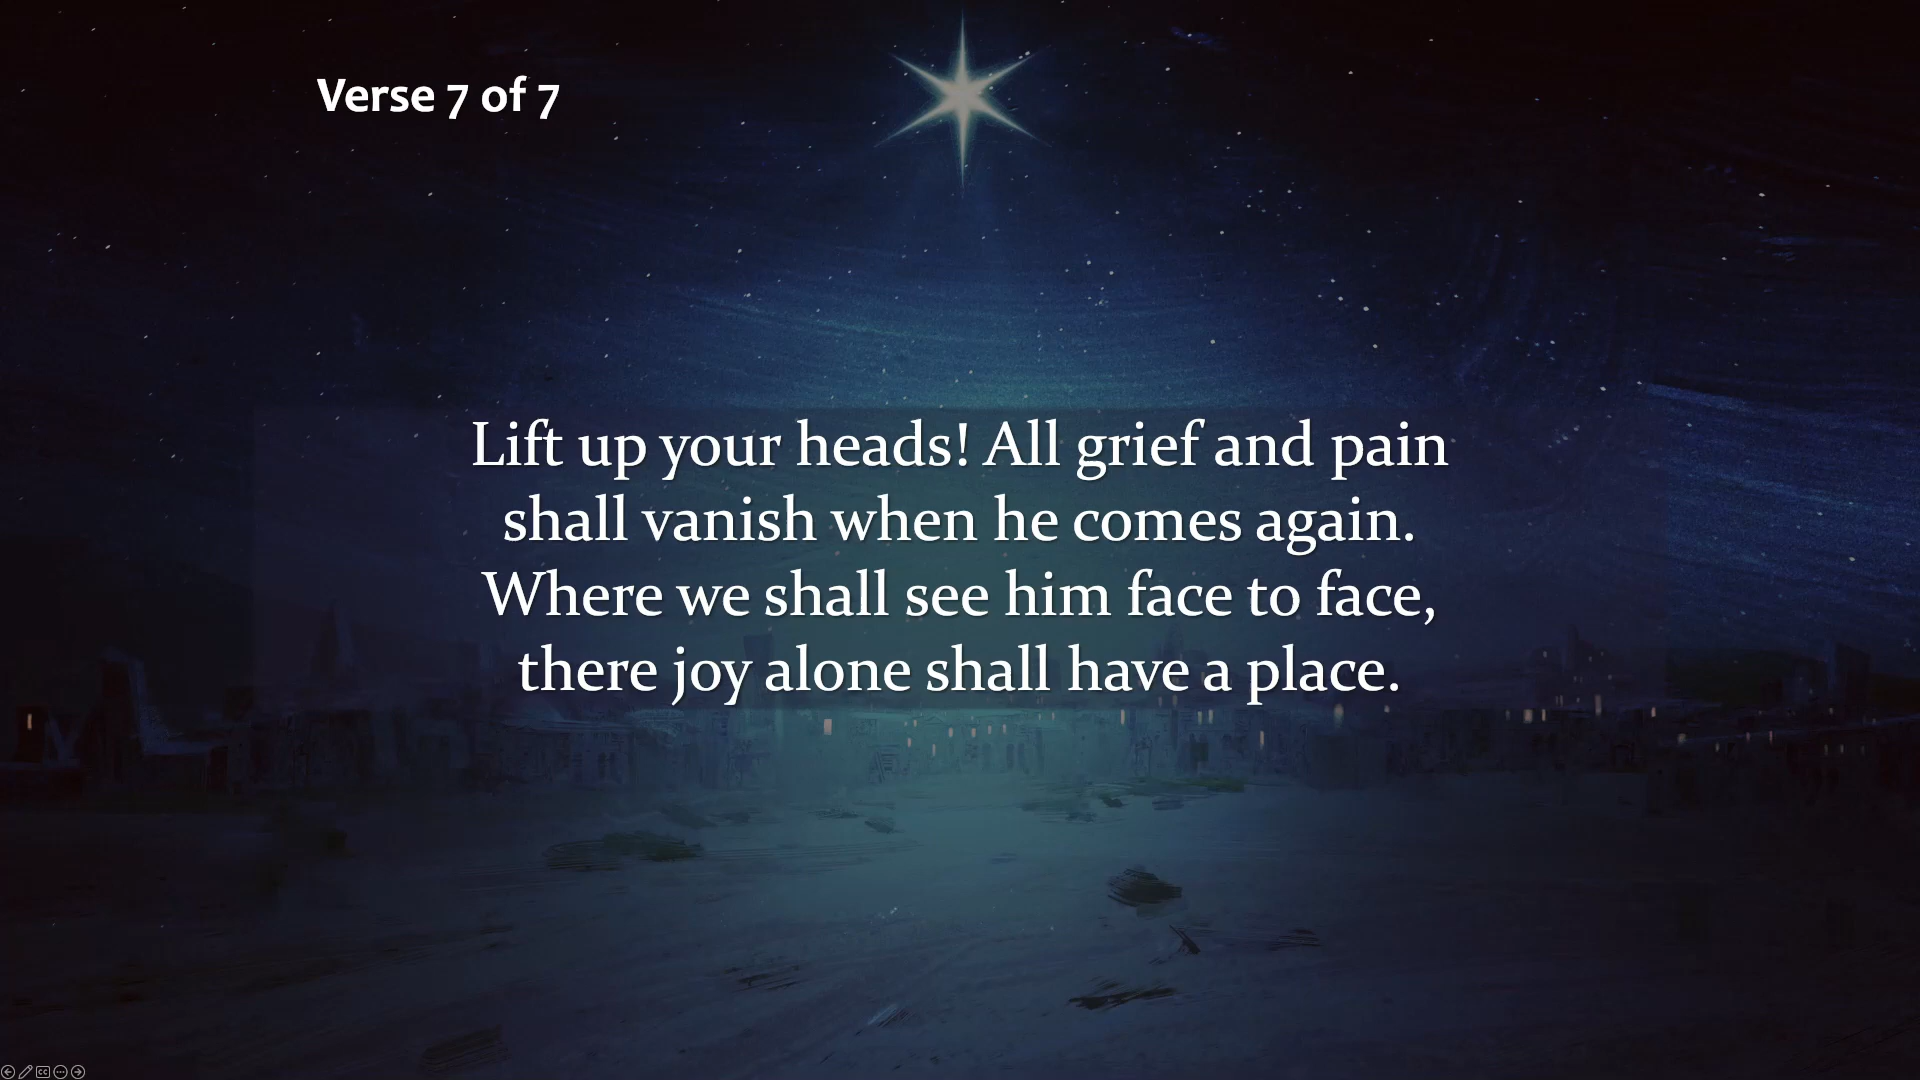 Verse 7 of 7
Lift up your heads! All grief and pain
shall vanish when he comes again.
Where we shall see him face to face,
there joy alone shall have a place.